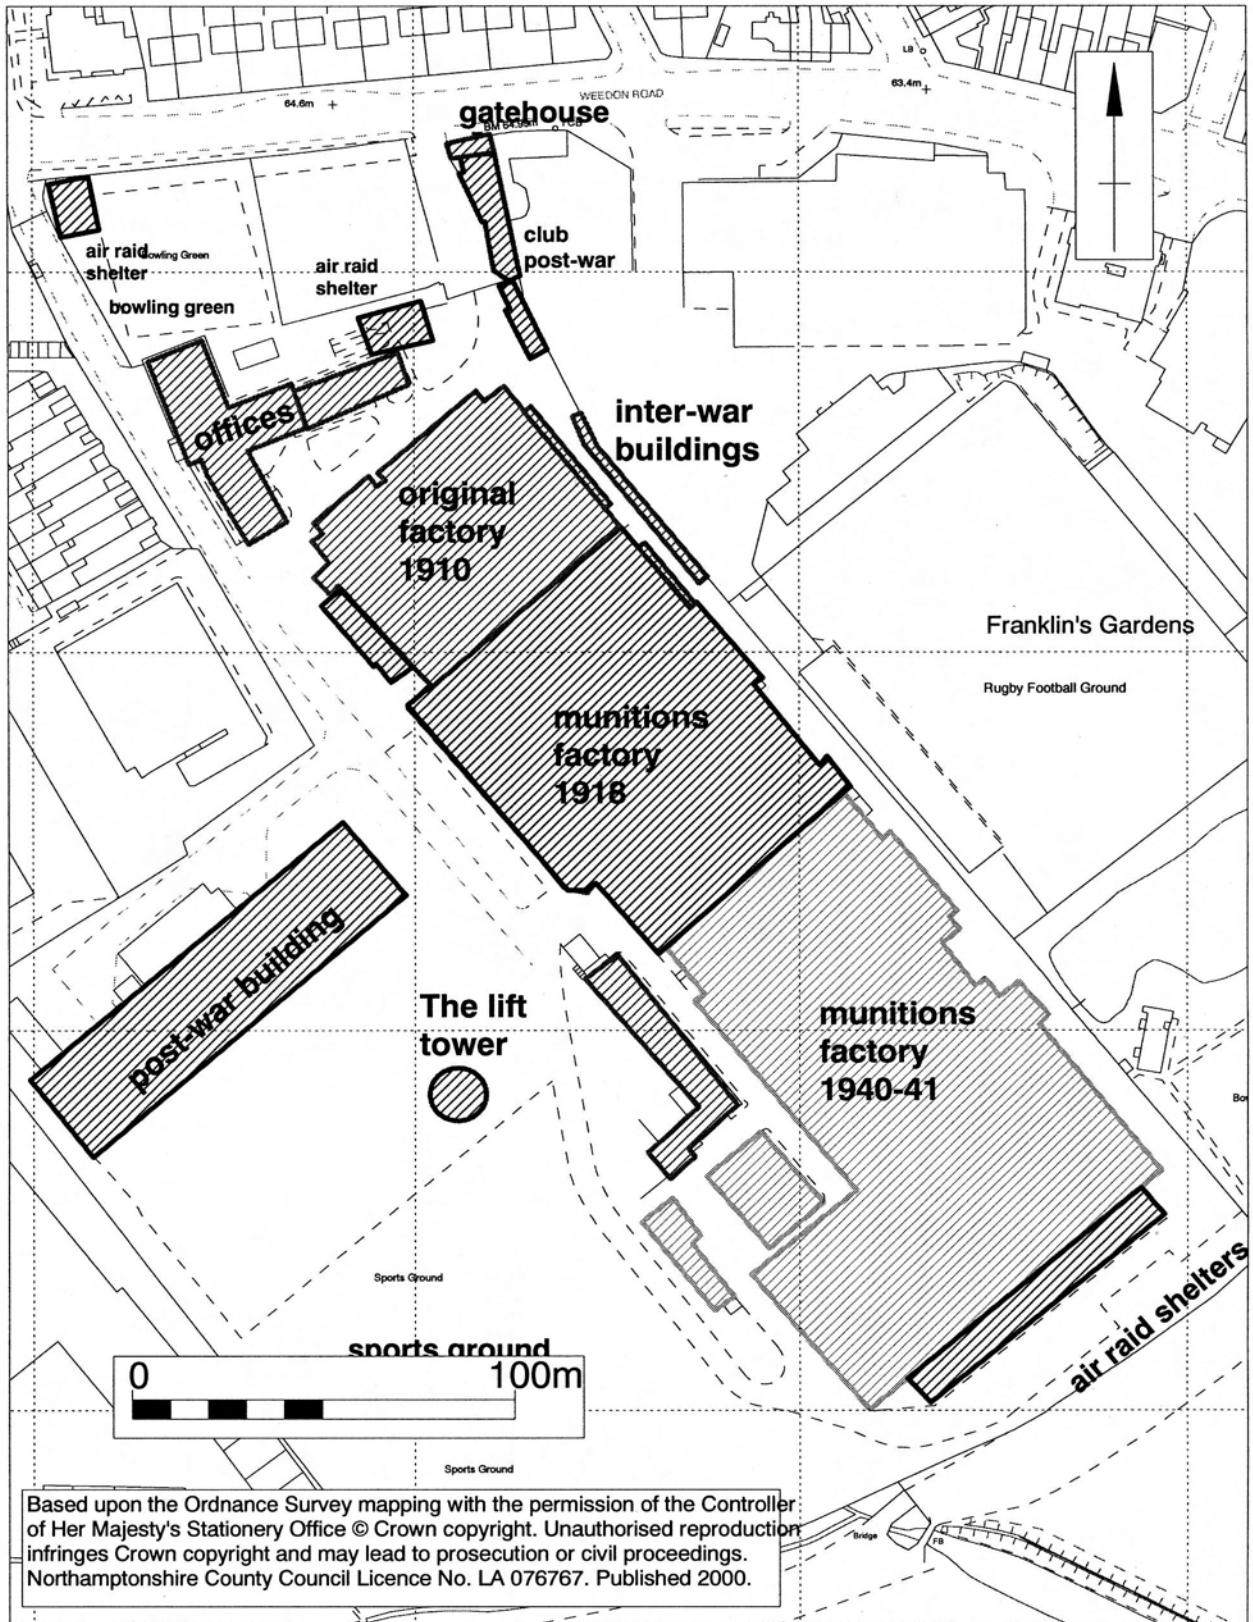 LB
63.4m
64.6m
WEEDON ROAD
gatehouse
BM 64.95m
TCB
air raid
shelter
Bowling Green
bowling green
air raid
shelter
club
post-war
offices
inter-war
buildings
original
factory
1910
Franklin's Gardens
Rugby Football Ground
munitions
factory
1918
post-war building
The lift
tower
munitions
factory
1940-41
Sports Ground
sports ground
air raid shelters
0 100m
Sports Ground
Bridge
FB
Based upon the Ordnance Survey mapping with the permission of the Controller
of Her Majesty's Stationery Office © Crown copyright. Unauthorised reproduction
infringes Crown copyright and may lead to prosecution or civil proceedings.
Northamptonshire County Council Licence No. LA 076767. Published 2000.